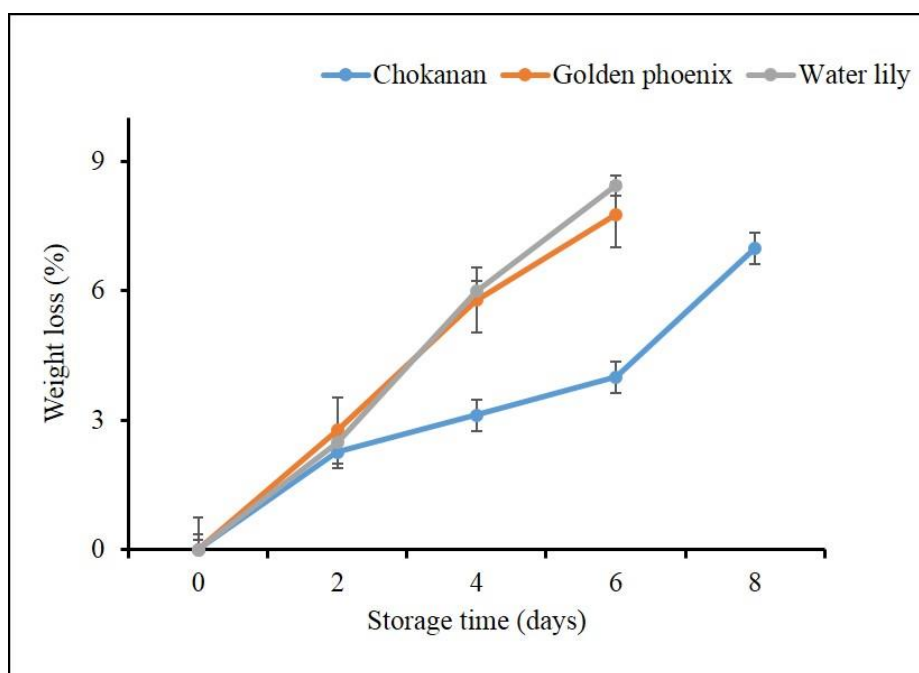 Chokanan Golden phoenix Water lily
9
6
3
0
0 2 4 6 8
Weight loss (%)
Storage time (days)